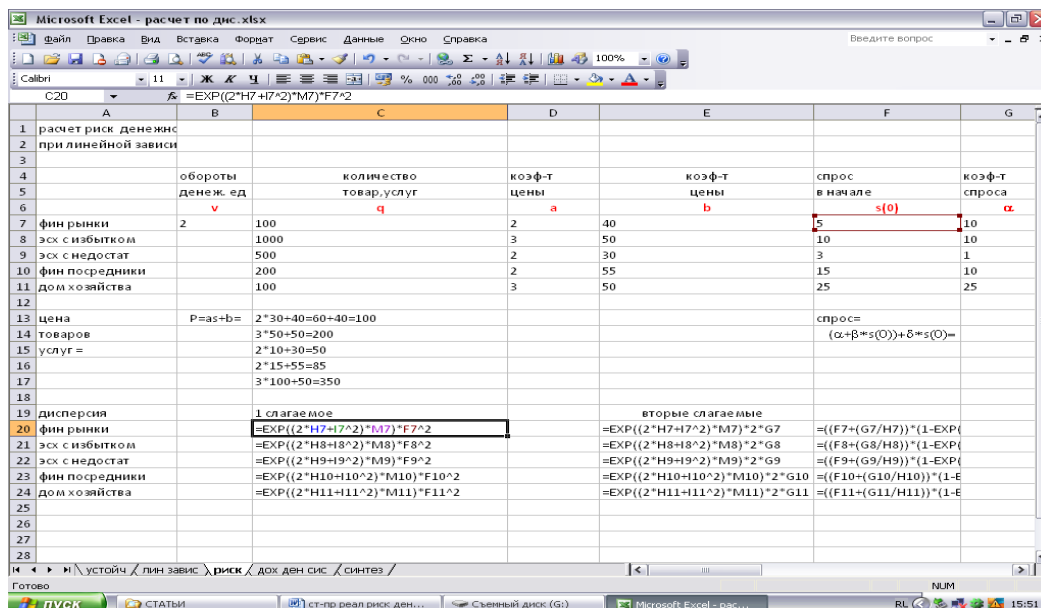 Microsoft Excel - расчет по дис.xlsx
Файл Правка Вид Вставка Формат Сервис Данные Окно Справка Введите вопрос
100%
Calibri 11 Ж К Ч % 000
C20 fx =EXP((2*H7+I7^2)*M7)*F7^2
A B C D E F G
1 расчет риск денежно
2 при линейной зависи
3
4 обороты количество коэф-т коэф-т спрос коэф-т
5 денеж. ед товар,услуг цены цены в начале спроса
6 v q a b s(0) α
7 фин рынки 2 100 2 40 5 10
8 эсх с избытком 1000 3 50 10 10
9 эсх с недостат 500 2 30 3 1
10 фин посредники 200 2 55 15 10
11 дом хозяйства 100 3 50 25 25
12
13 цена P=as+b= 2*30+40=60+40=100 спрос=
14 товаров 3*50+50=200 (α+β*s(0))+δ*s(0)=
15 услуг = 2*10+30=50
16 2*15+55=85
17 3*100+50=350
18
19 дисперсия 1 слагаемое вторые слагаемые
20 фин рынки =EXP((2*H7+I7^2)*M7)*F7^2 =EXP((2*H7+I7^2)*M7)*2*G7 =((F7+(G7/H7))*(1-EXP(
21 эсх с избытком =EXP((2*H8+I8^2)*M8)*F8^2 =EXP((2*H8+I8^2)*M8)*2*G8 =((F8+(G8/H8))*(1-EXP(
22 эсх с недостат =EXP((2*H9+I9^2)*M9)*F9^2 =EXP((2*H9+I9^2)*M9)*2*G9 =((F9+(G9/H9))*(1-EXP(
23 фин посредники =EXP((2*H10+I10^2)*M10)*F10^2 =EXP((2*H10+I10^2)*M10)*2*G10 =((F10+(G10/H10))*(1-E
24 дом хозяйства =EXP((2*H11+I11^2)*M11)*F11^2 =EXP((2*H11+I11^2)*M11)*2*G11 =((F11+(G11/H11))*(1-E
25
26
27
28
устойч лин завис риск дох ден сис синтез
Готово NUM
пуск СТАТЬИ ст-пр реал риск ден... Съемный диск (G:) Microsoft Excel - рас... RL 15:51